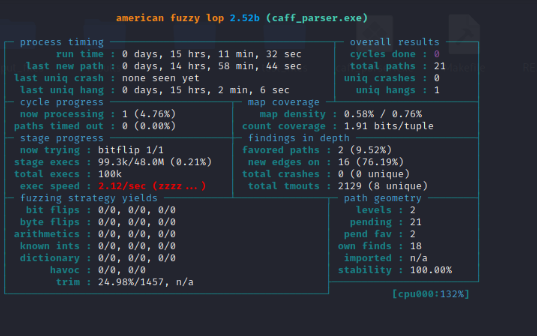 american fuzzy lop 2.52b (caff_parser.exe)
process timing overall results
run time : 0 days, 15 hrs, 11 min, 32 sec cycles done : 0
last new path : 0 days, 14 hrs, 58 min, 44 sec total paths : 21
last uniq crash : none seen yet uniq crashes : 0
last uniq hang : 0 days, 15 hrs, 2 min, 6 sec uniq hangs : 1
cycle progress map coverage
now processing : 1 (4.76%) map density : 0.58% / 0.76%
paths timed out : 0 (0.00%) count coverage : 1.91 bits/tuple
stage progress findings in depth
now trying : bitflip 1/1 favored paths : 2 (9.52%)
stage execs : 99.3k/48.0M (0.21%) new edges on : 16 (76.19%)
total execs : 100k total crashes : 0 (0 unique)
exec speed : 2.12/sec (zzzz...) total tmouts : 2129 (8 unique)
fuzzing strategy yields path geometry
bit flips : 0/0, 0/0, 0/0 levels : 2
byte flips : 0/0, 0/0, 0/0 pending : 21
arithmetics : 0/0, 0/0, 0/0 pend fav : 2
known ints : 0/0, 0/0, 0/0 own finds : 18
dictionary : 0/0, 0/0, 0/0 imported : n/a
havoc : 0/0, 0/0 stability : 100.00%
trim : 24.98%/1457, n/a
[cpu000:132%]